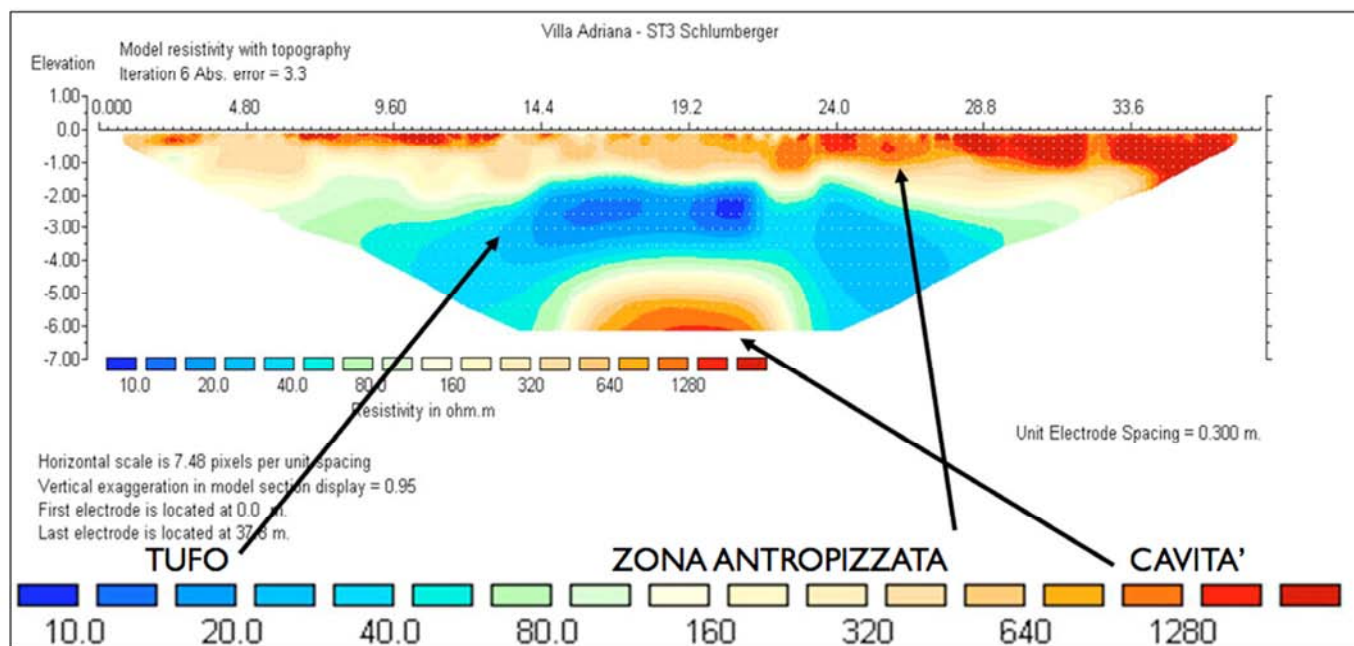 Villa Adriana - ST3 Schlumberger
Model resistivity with topography
Elevation
Iteration 6 Abs. error = 3.3
1.00 0.000 4.80 9.60 14.4 19.2 24.0 28.8 33.6
0.0
-1.00
-2.00
-3.00
-4.00
-5.00
-6.00
-7.00
10.0 20.0 40.0 80.0 160 320 640 1280
Resistivity in ohm.m
Unit Electrode Spacing = 0.300 m.
Horizontal scale is 7.48 pixels per unit spacing
Vertical exaggeration in model section display = 0.95
First electrode is located at 0.0 m.
Last electrode is located at 37.8 m.
TUFO ZONA ANTROPIZZATA CAVITA'
10.0 20.0 40.0 80.0 160 320 640 1280